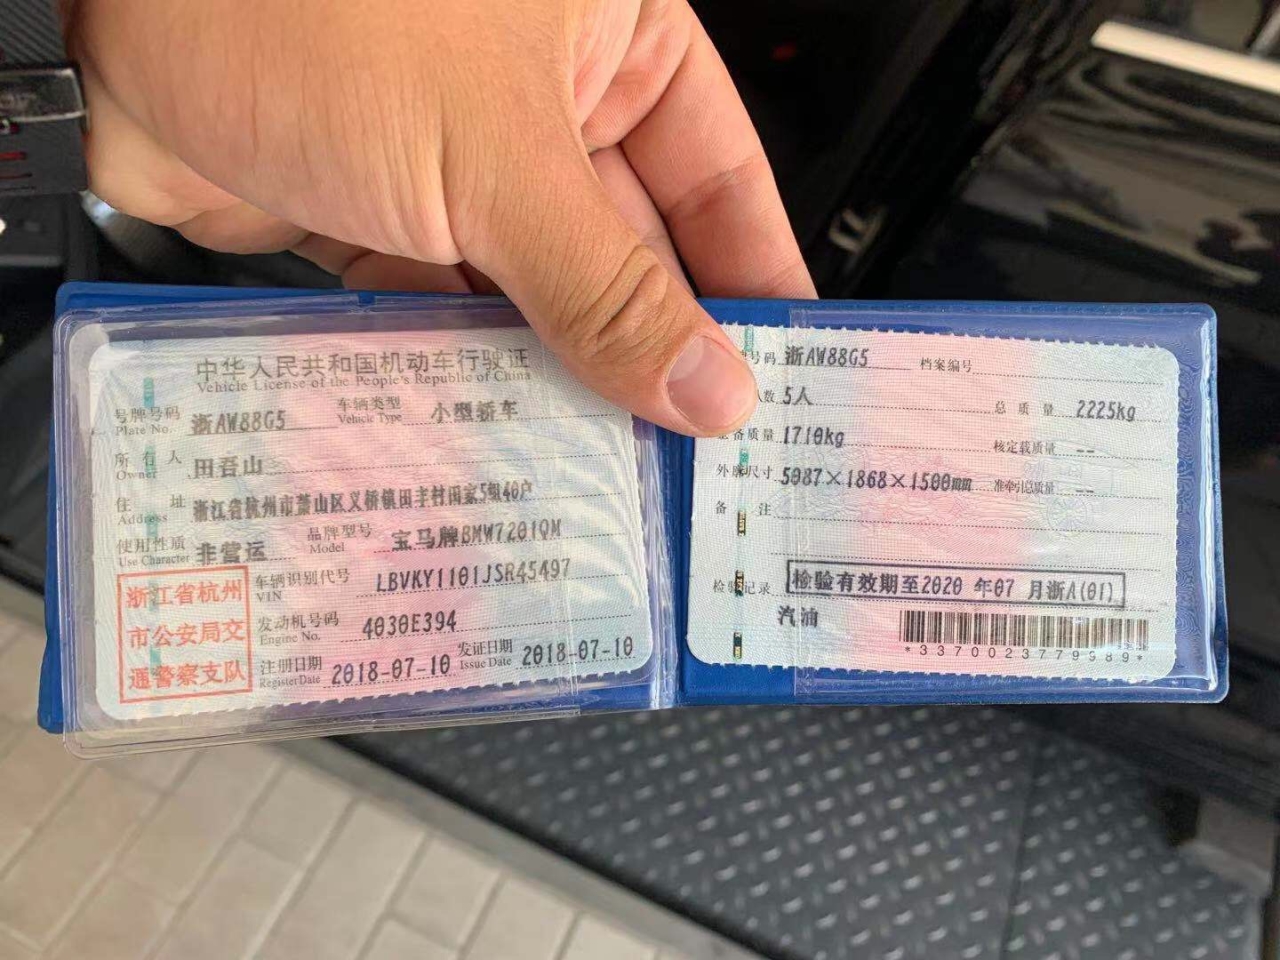 中华人民共和国机动车行驶证
Vehicle License of the People's Republic of China
号牌号码 浙AW88G5 车辆类型 小型轿车
Plate No. Vehicle Type
所有人 田吾山
Owner
住址 浙江省杭州市萧山区义桥镇田丰村田家5组40户
Address
使用性质 非营运 品牌型号 宝马牌BMW7201QM
Use Character Model
浙江省杭州
市公安局交
通警察支队
车辆识别代号 LBVKY1101JSR45497
VIN
发动机号码 4030E394
Engine No.
注册日期 2018-07-10 发证日期 2018-07-10
Register Date Issue Date
号码 浙AW88G5 档案编号
人数 5人 总质量 2225kg
备质量 1710kg 核定载质量 --
外廓尺寸 5087×1868×1500mm 准牵引总质量 --
备注
检验记录 检验有效期至2020年07月浙A(01)
汽油
*3370023779589*